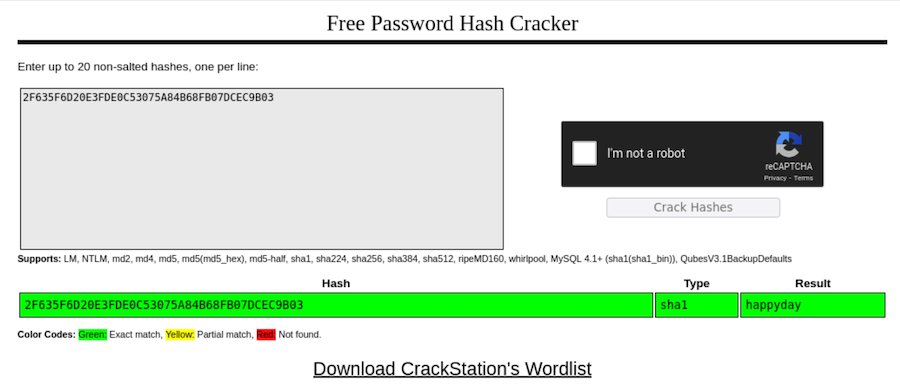 Free Password Hash Cracker
Enter up to 20 non-salted hashes, one per line:
2F635F6D20E3FDE0C53075A84B68FB07DCEC9B03
I'm not a robot
reCAPTCHA
Privacy - Terms
Crack Hashes
Supports: LM, NTLM, md2, md4, md5, md5(md5_hex), md5-half, sha1, sha224, sha256, sha384, sha512, ripeMD160, whirlpool, MySQL 4.1+ (sha1(sha1_bin)), QubesV3.1BackupDefaults
Hash Type Result
2F635F6D20E3FDE0C53075A84B68FB07DCEC9B03 sha1 happyday
Color Codes: Green: Exact match, Yellow: Partial match, Red: Not found.
Download CrackStation's Wordlist